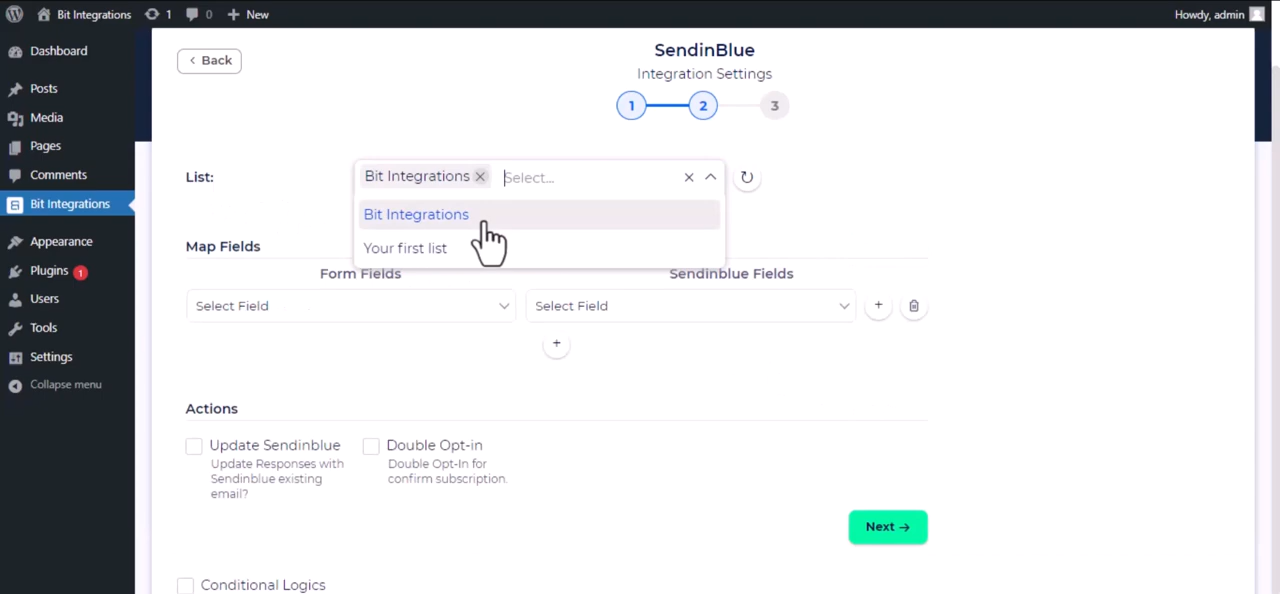 Bit Integrations 1 0 New Howdy, admin
Dashboard
Posts
Media
Pages
Comments
Bit Integrations
Appearance
Plugins 1
Users
Tools
Settings
Collapse menu
Back
SendinBlue
Integration Settings
1 2 3
List:
Bit Integrations Select...
Bit Integrations
Your first list
Map Fields
Form Fields Sendinblue Fields
Select Field Select Field +
+
Actions
Update Sendinblue
Update Responses with
Sendinblue existing
email?
Double Opt-in
Double Opt-In for
confirm subscription.
Next →
Conditional Logics